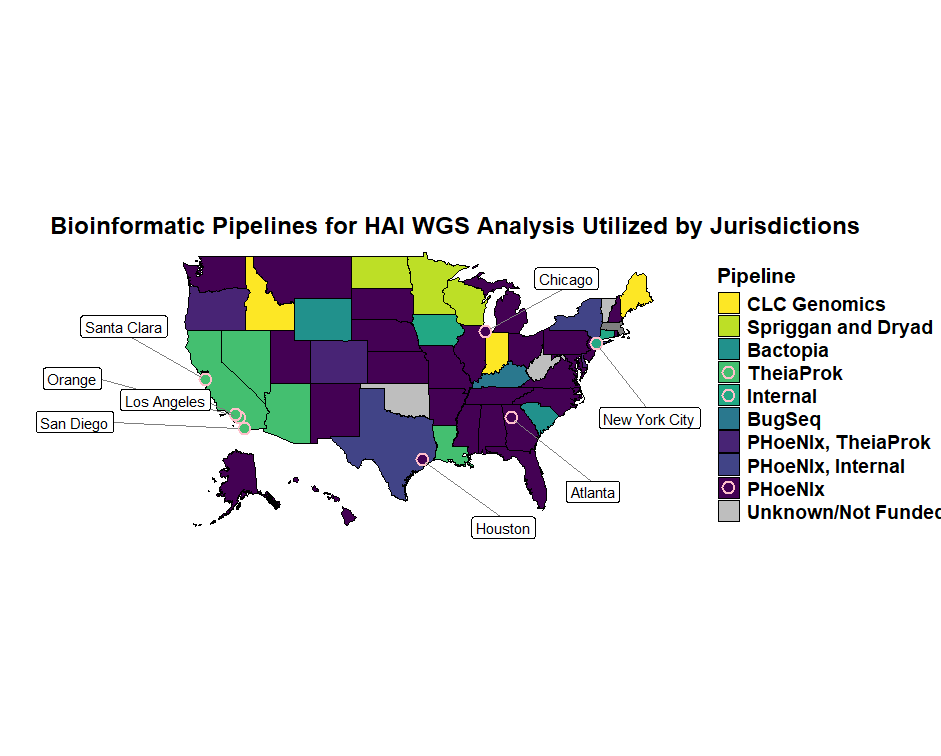 Bioinformatic Pipelines for HAI WGS Analysis Utilized by Jurisdictions
Chicago
Santa Clara
Orange
Los Angeles
San Diego
New York City
Atlanta
Houston
Pipeline
CLC Genomics
Spriggan and Dryad
Bactopia
TheiaProk
Internal
BugSeq
PHoeNIx, TheiaProk
PHoeNIx, Internal
PHoeNIx
Unknown/Not Funded